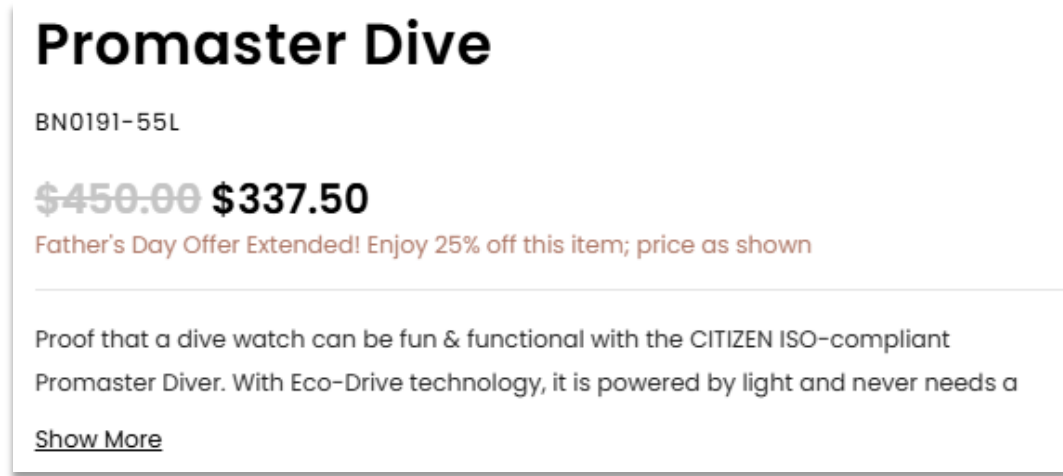 Promaster Dive
BN0191-55L
$450.00 $337.50
Father's Day Offer Extended! Enjoy 25% off this item; price as shown
Proof that a dive watch can be fun & functional with the CITIZEN ISO-compliant
Promaster Diver. With Eco-Drive technology, it is powered by light and never needs a
Show More